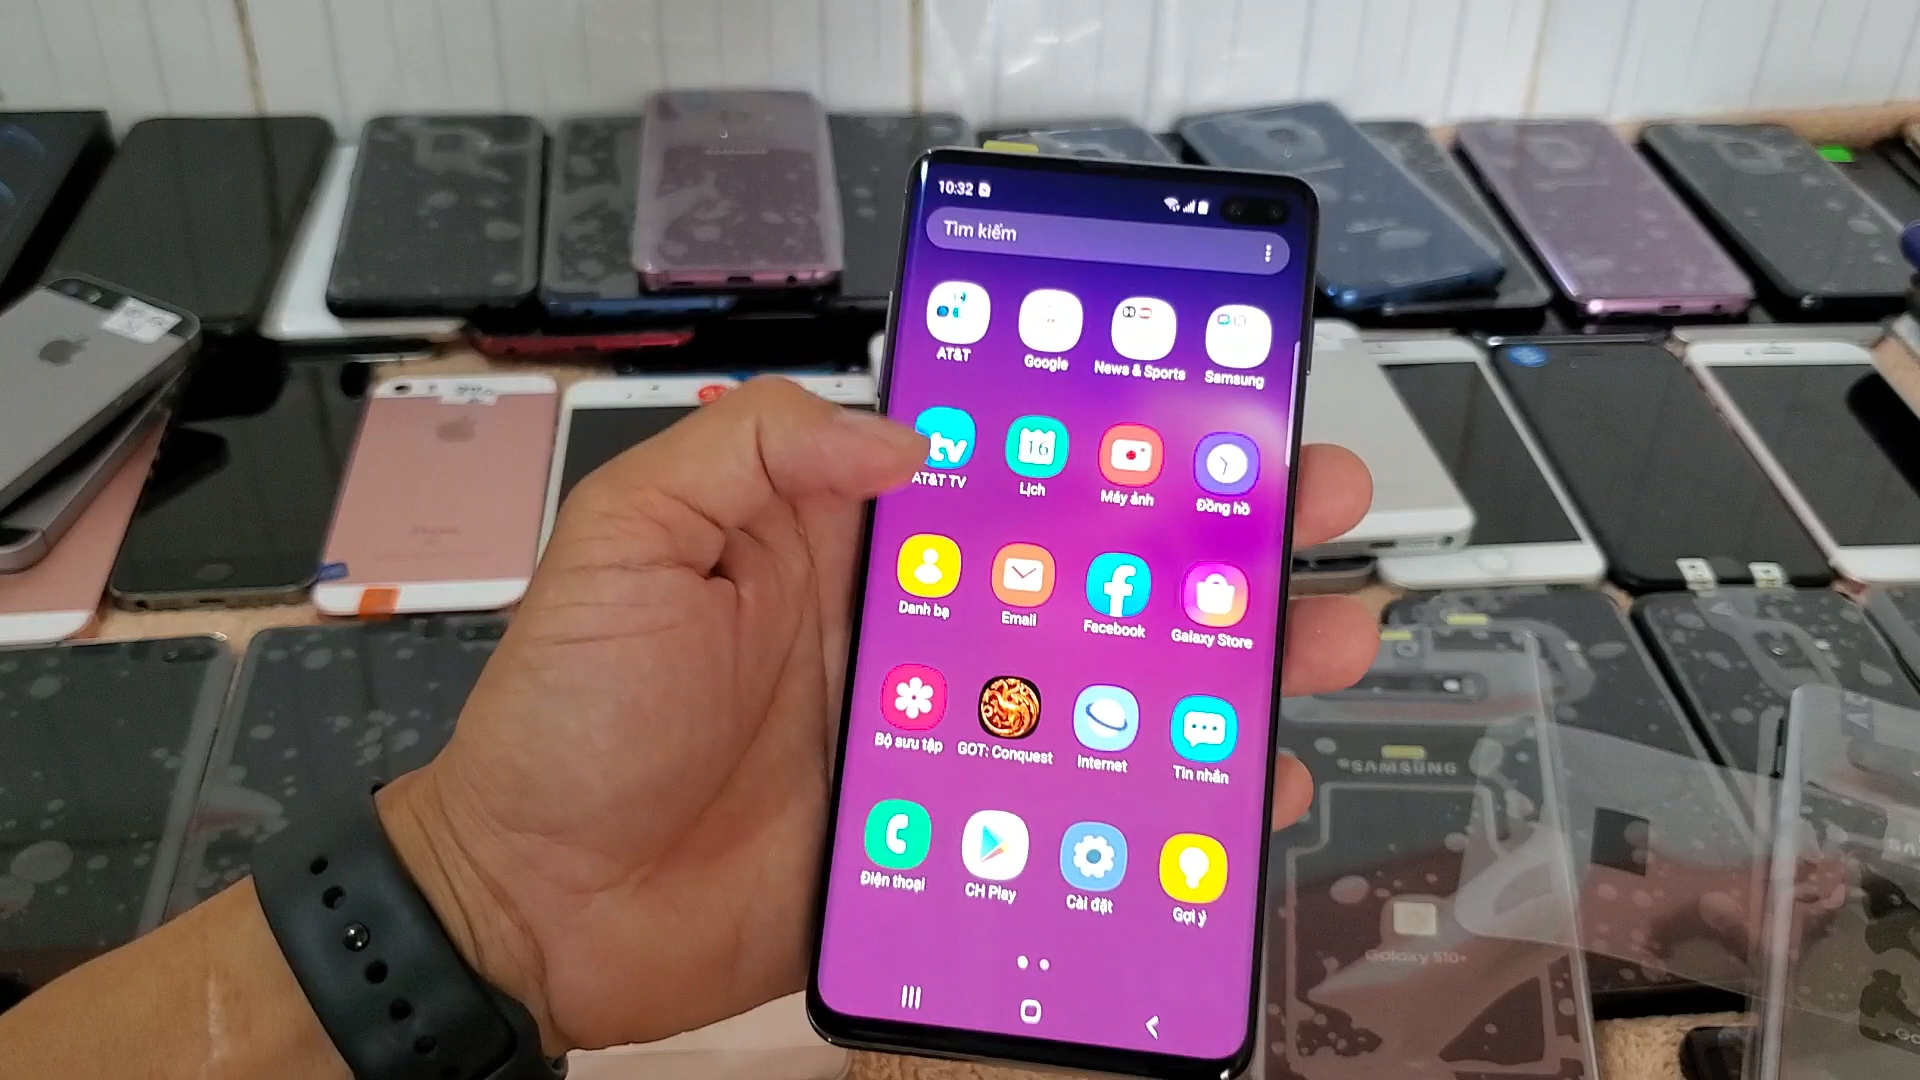 10:32
Tìm kiếm
AT&T
Google
News & Sports
Samsung
tv
16
AT&T TV
Lịch
Máy ảnh
Đồng hồ
Danh bạ
Email
Facebook
Galaxy Store
Bộ sưu tập
GOT: Conquest
Internet
Tin nhắn
Điện thoại
CH Play
Cài đặt
Gợi ý
SAMSUNG
Galaxy S10+